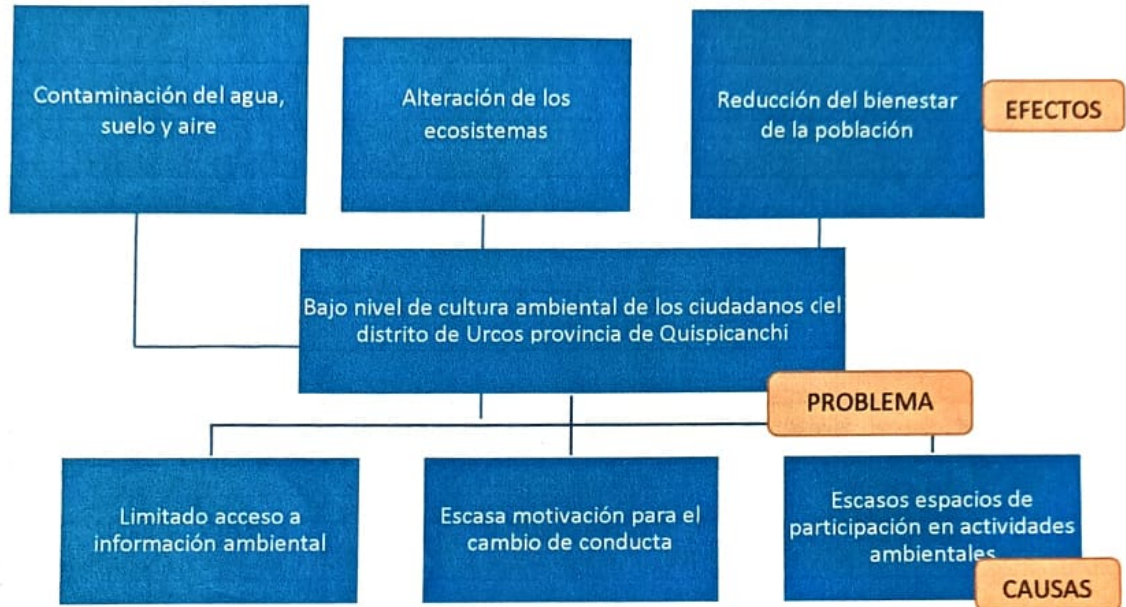 Contaminación del agua,
suelo y aire
Alteración de los
ecosistemas
Reducción del bienestar
de la población
EFECTOS
Bajo nivel de cultura ambiental de los ciudadanos del
distrito de Urcos provincia de Quispicanchi
PROBLEMA
Limitado acceso a
información ambiental
Escasa motivación para el
cambio de conducta
Escasos espacios de
participación en actividades
ambientales
CAUSAS